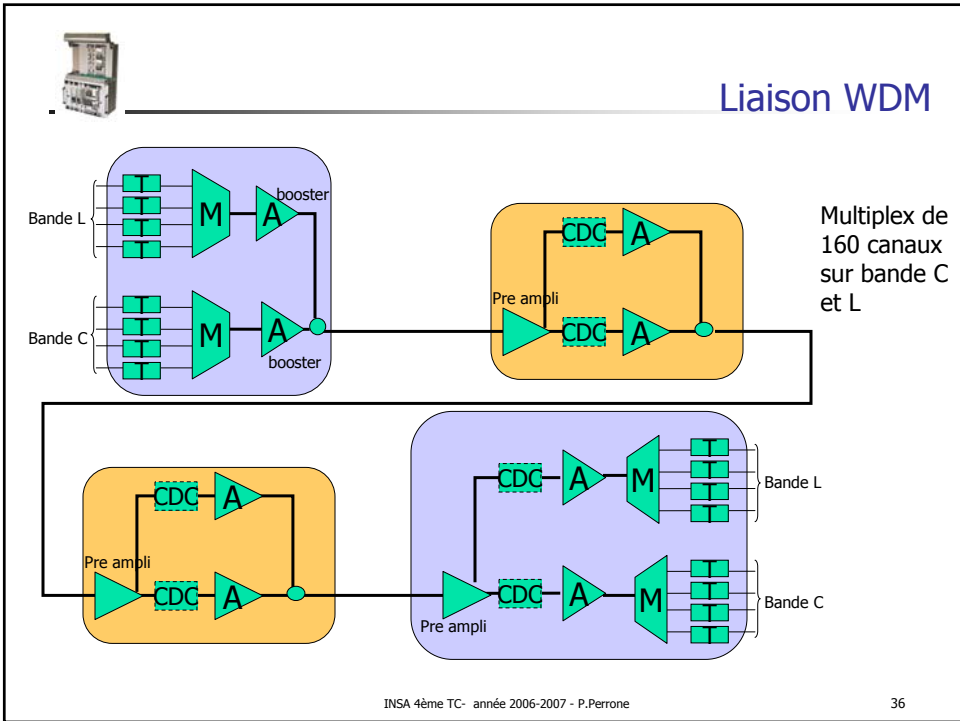 Liaison WDM
Bande L
T
T
T
T
M
A
booster
Bande C
T
T
T
T
M
A
booster
Pre ampli
CDC
A
CDC
A
Multiplex de
160 canaux
sur bande C
et L
Pre ampli
CDC
A
CDC
A
Pre ampli
CDC
A
M
T
T
T
T
Bande L
CDC
A
M
T
T
T
T
Bande C
INSA 4ème TC- année 2006-2007 - P.Perrone
36